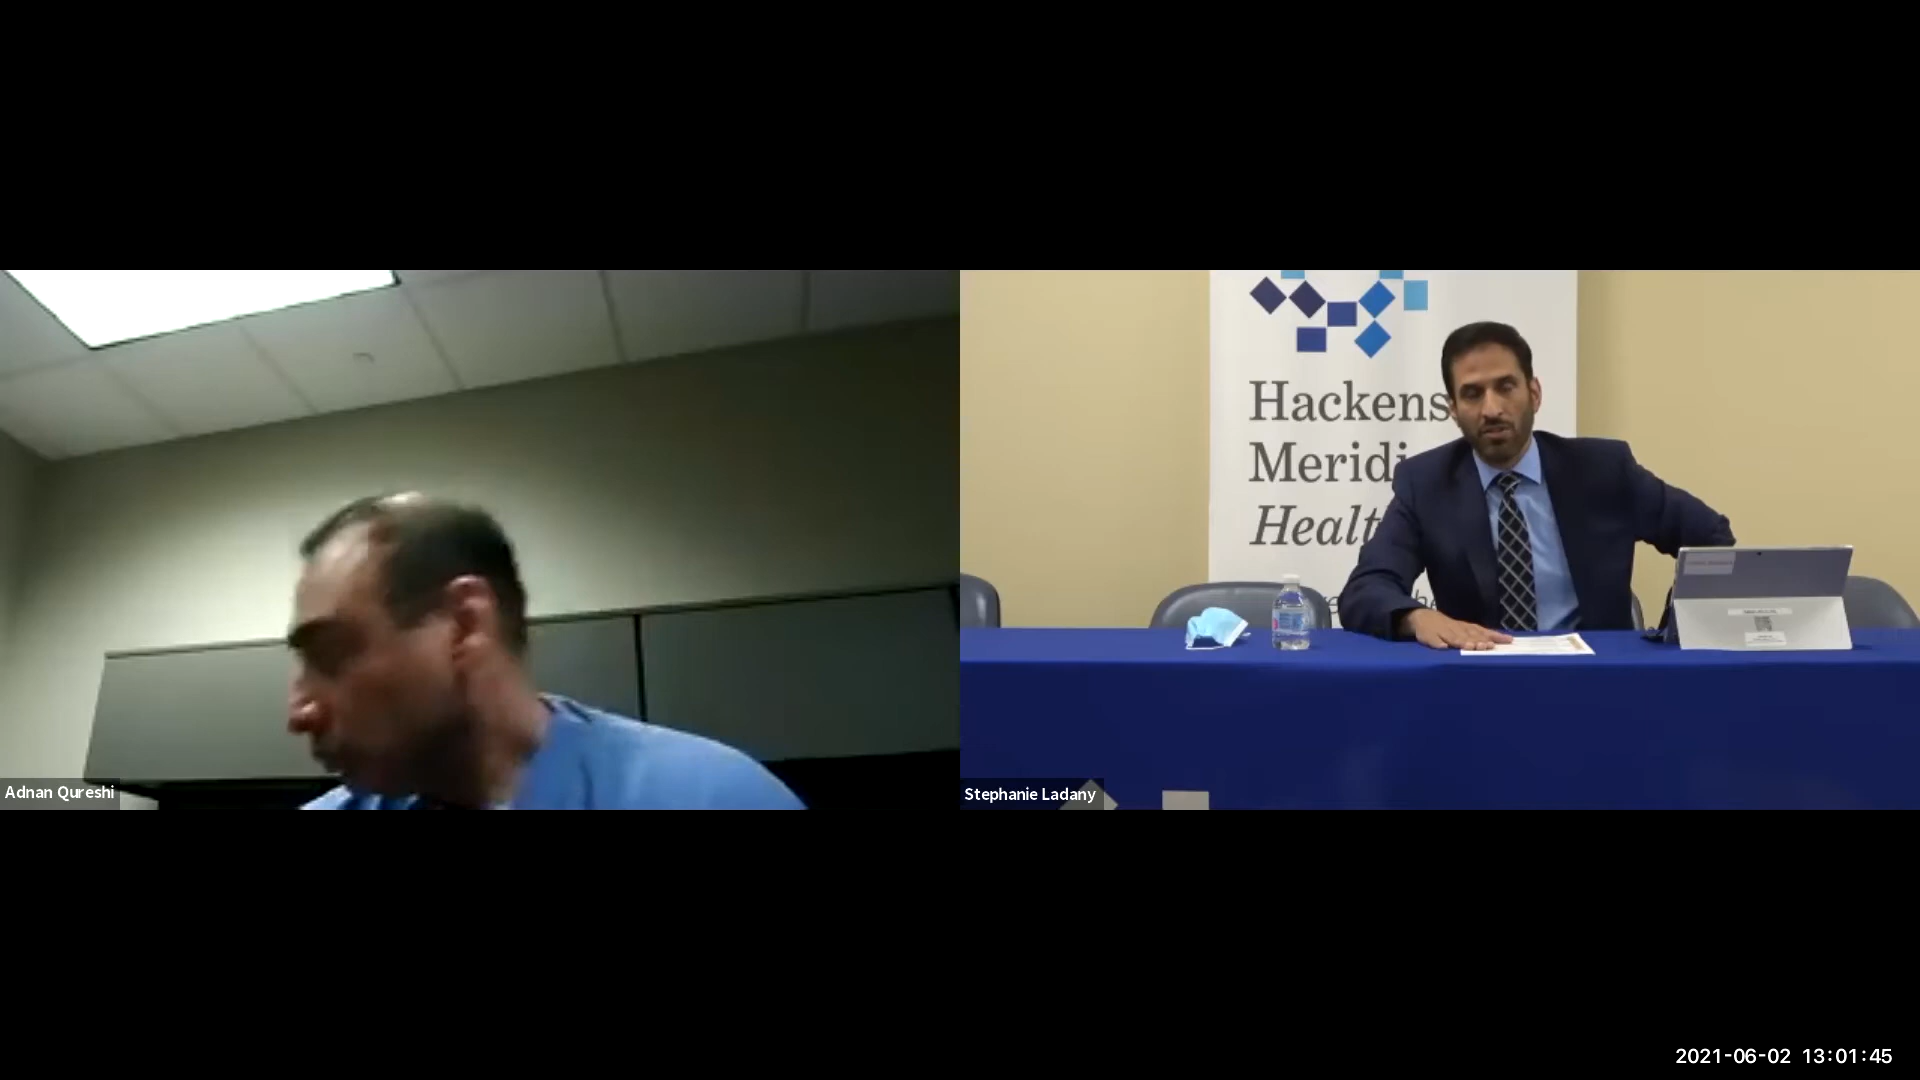 Hackens
Meridi
Healt
Adnan Qureshi
Stephanie Ladany
2021-06-02 13:01:45